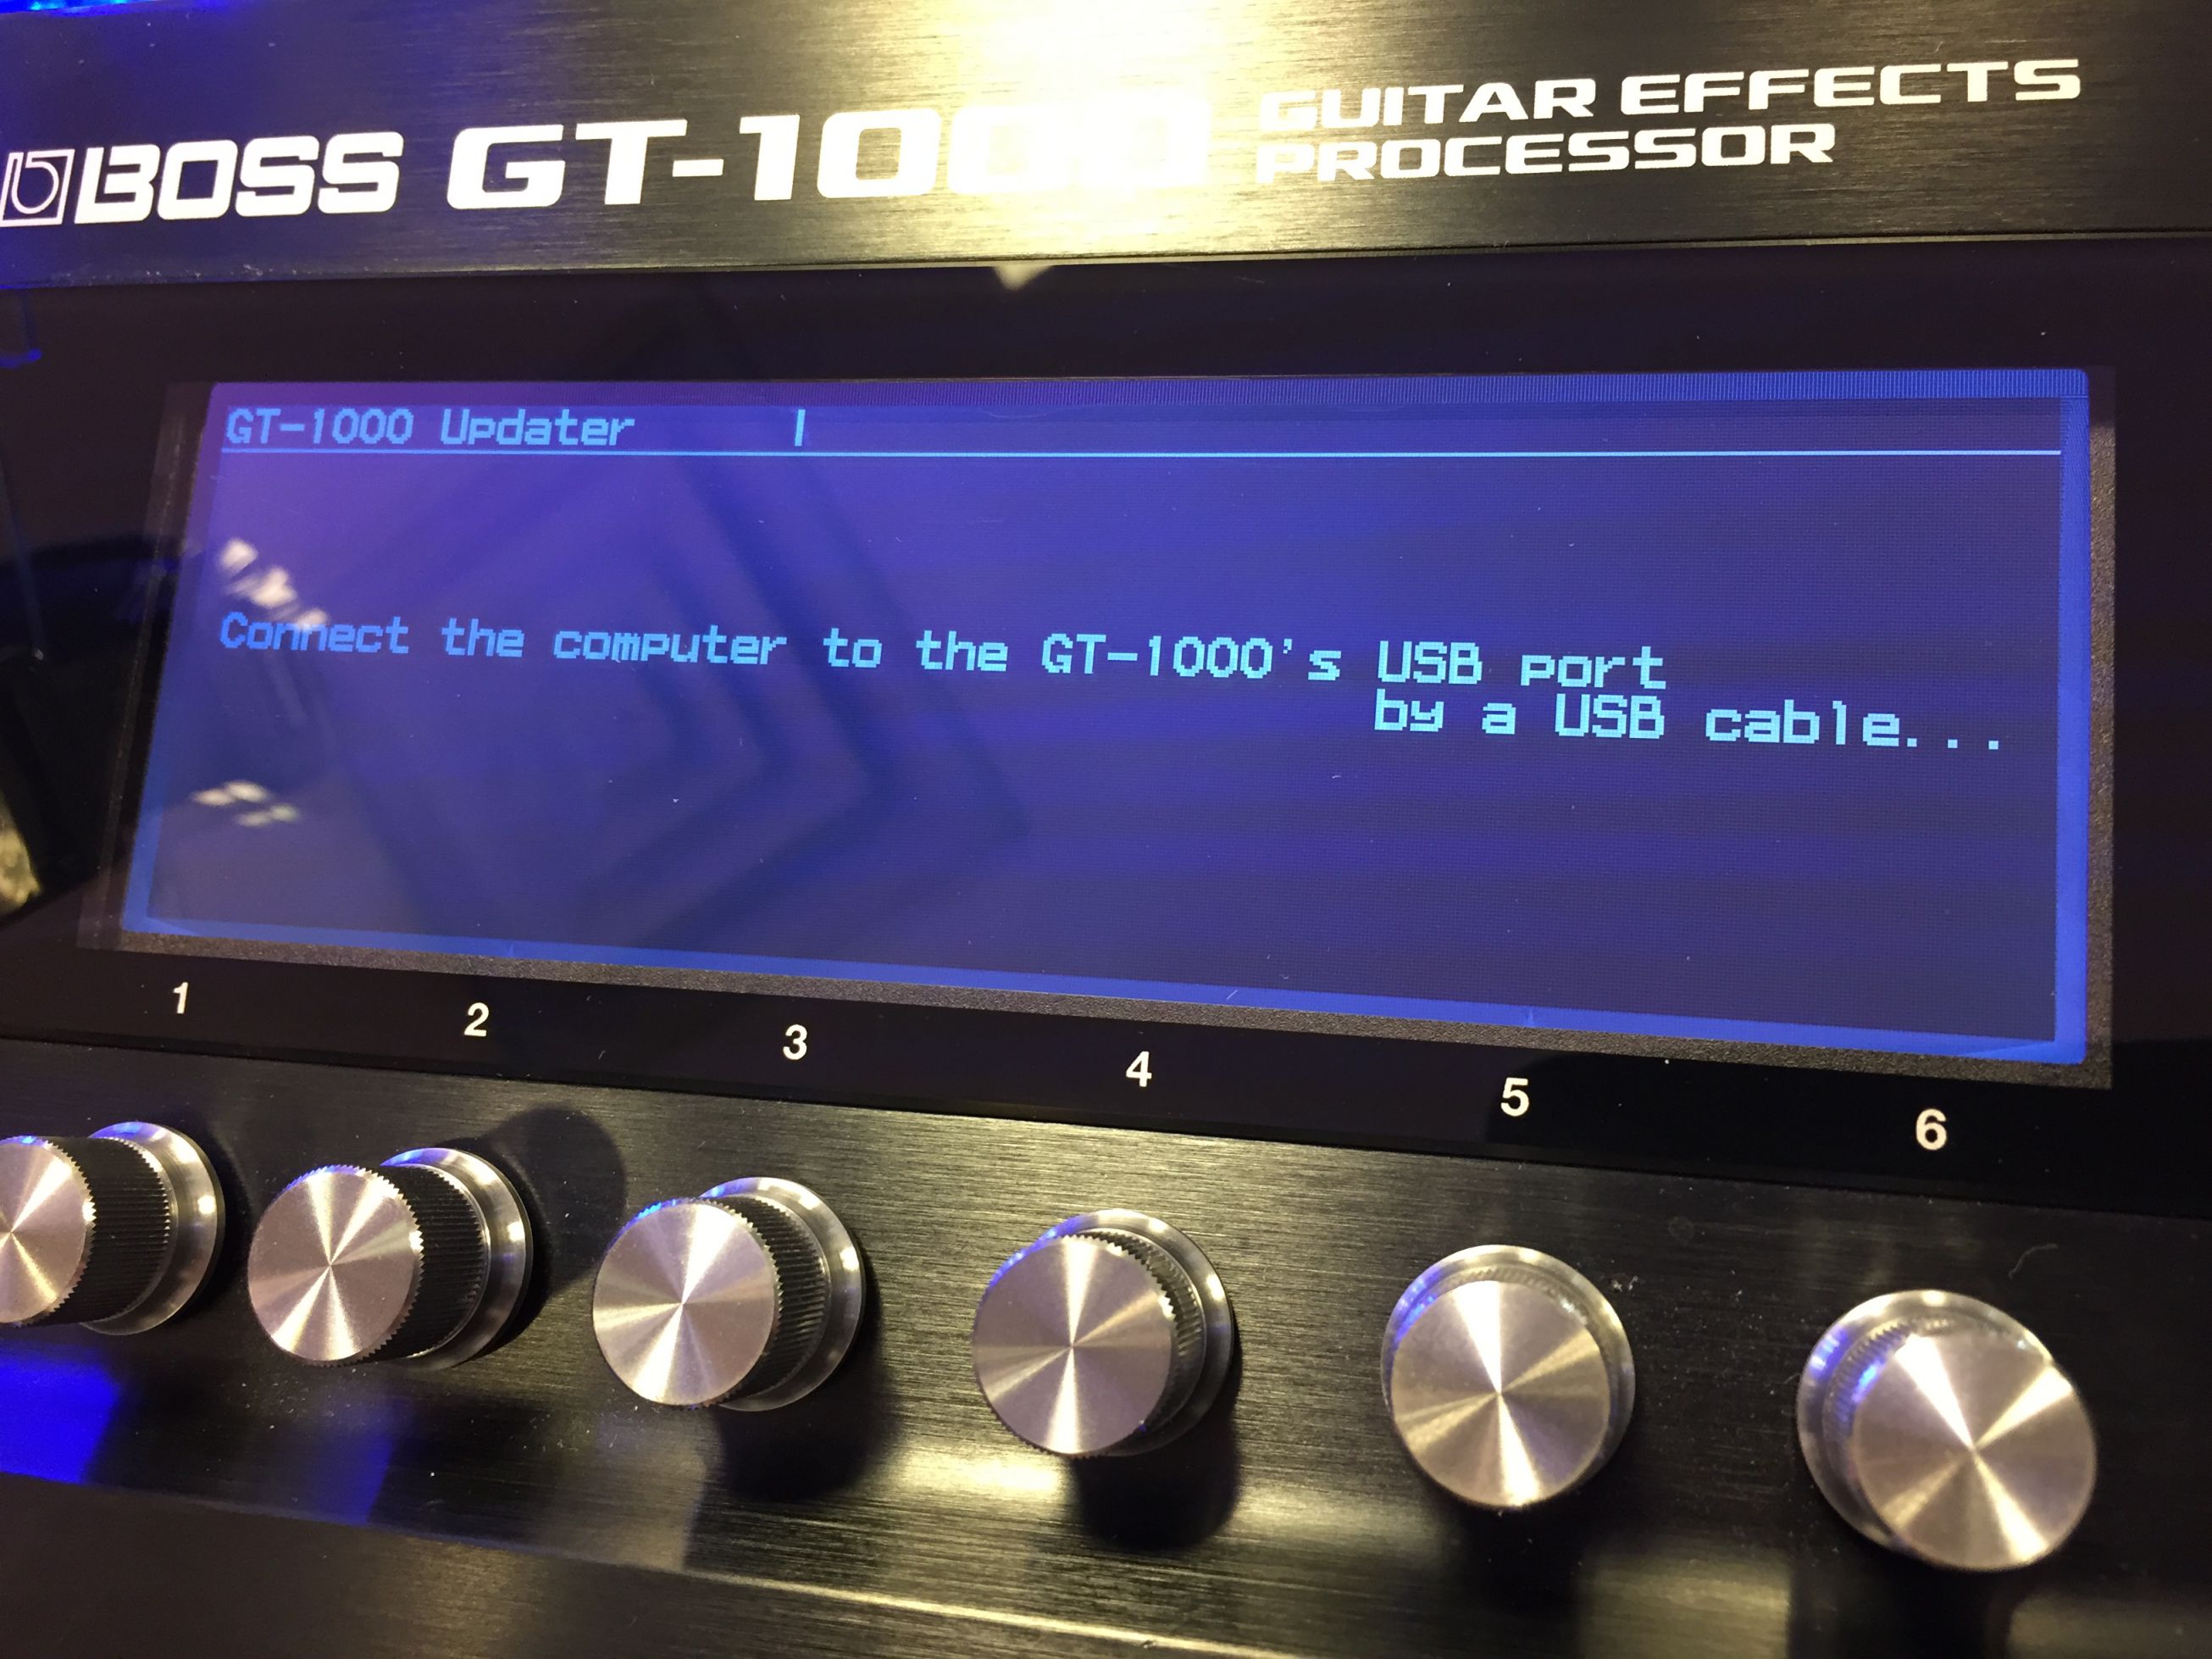 BOSS GT-1000 GUITAR EFFECTS
PROCESSOR
GT-1000 Updater
Connect the computer to the GT-1000's USB port
by a USB cable...
1 2 3 4 5 6